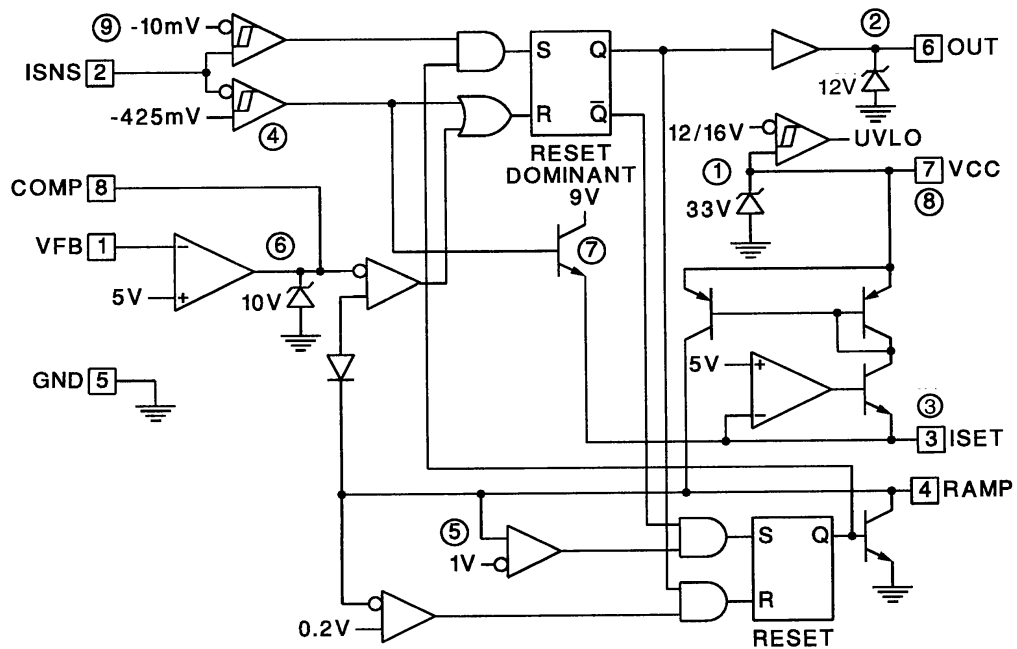 ⑨ -10mV
ISNS 2
-425mV
④
S Q
R Q̅
RESET
DOMINANT
②
6 OUT
12V
12/16V
UVLO
①
7 VCC
33V
⑧
COMP 8
9V
⑦
VFB 1
-
5V
+
⑥
10V
GND 5
5V
+
-
③
3 ISET
4 RAMP
⑤
1V
S Q
R
0.2V
RESET